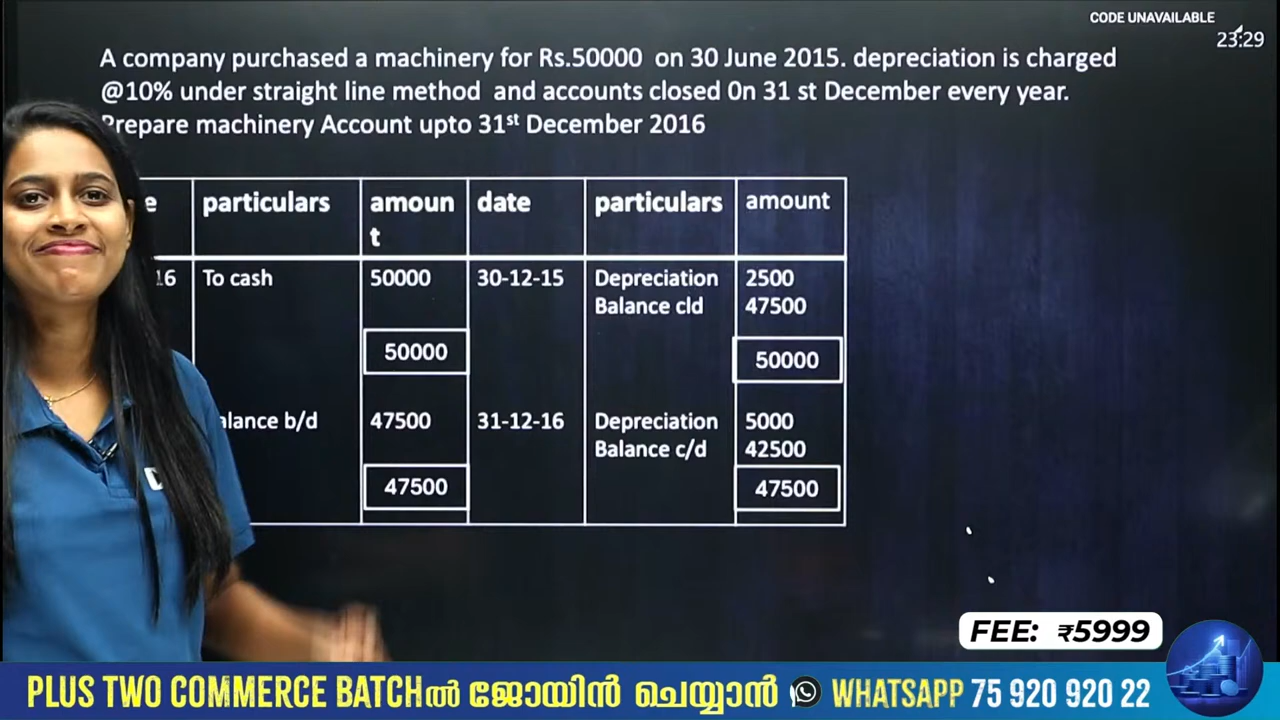 CODE UNAVAILABLE
23:29
A company purchased a machinery for Rs.50000 on 30 June 2015. depreciation is charged
@10% under straight line method and accounts closed 0n 31 st December every year.
Prepare machinery Account upto 31st December 2016
e particulars amoun date particulars amount
t
16 To cash 50000 30-12-15 Depreciation 2500
Balance cld 47500
50000 50000
alance b/d 47500 31-12-16 Depreciation 5000
Balance c/d 42500
47500 47500
FEE: ₹5999
PLUS TWO COMMERCE BATCHൽ ജോയിൻ ചെയ്യാൻ WHATSAPP 75 920 920 22